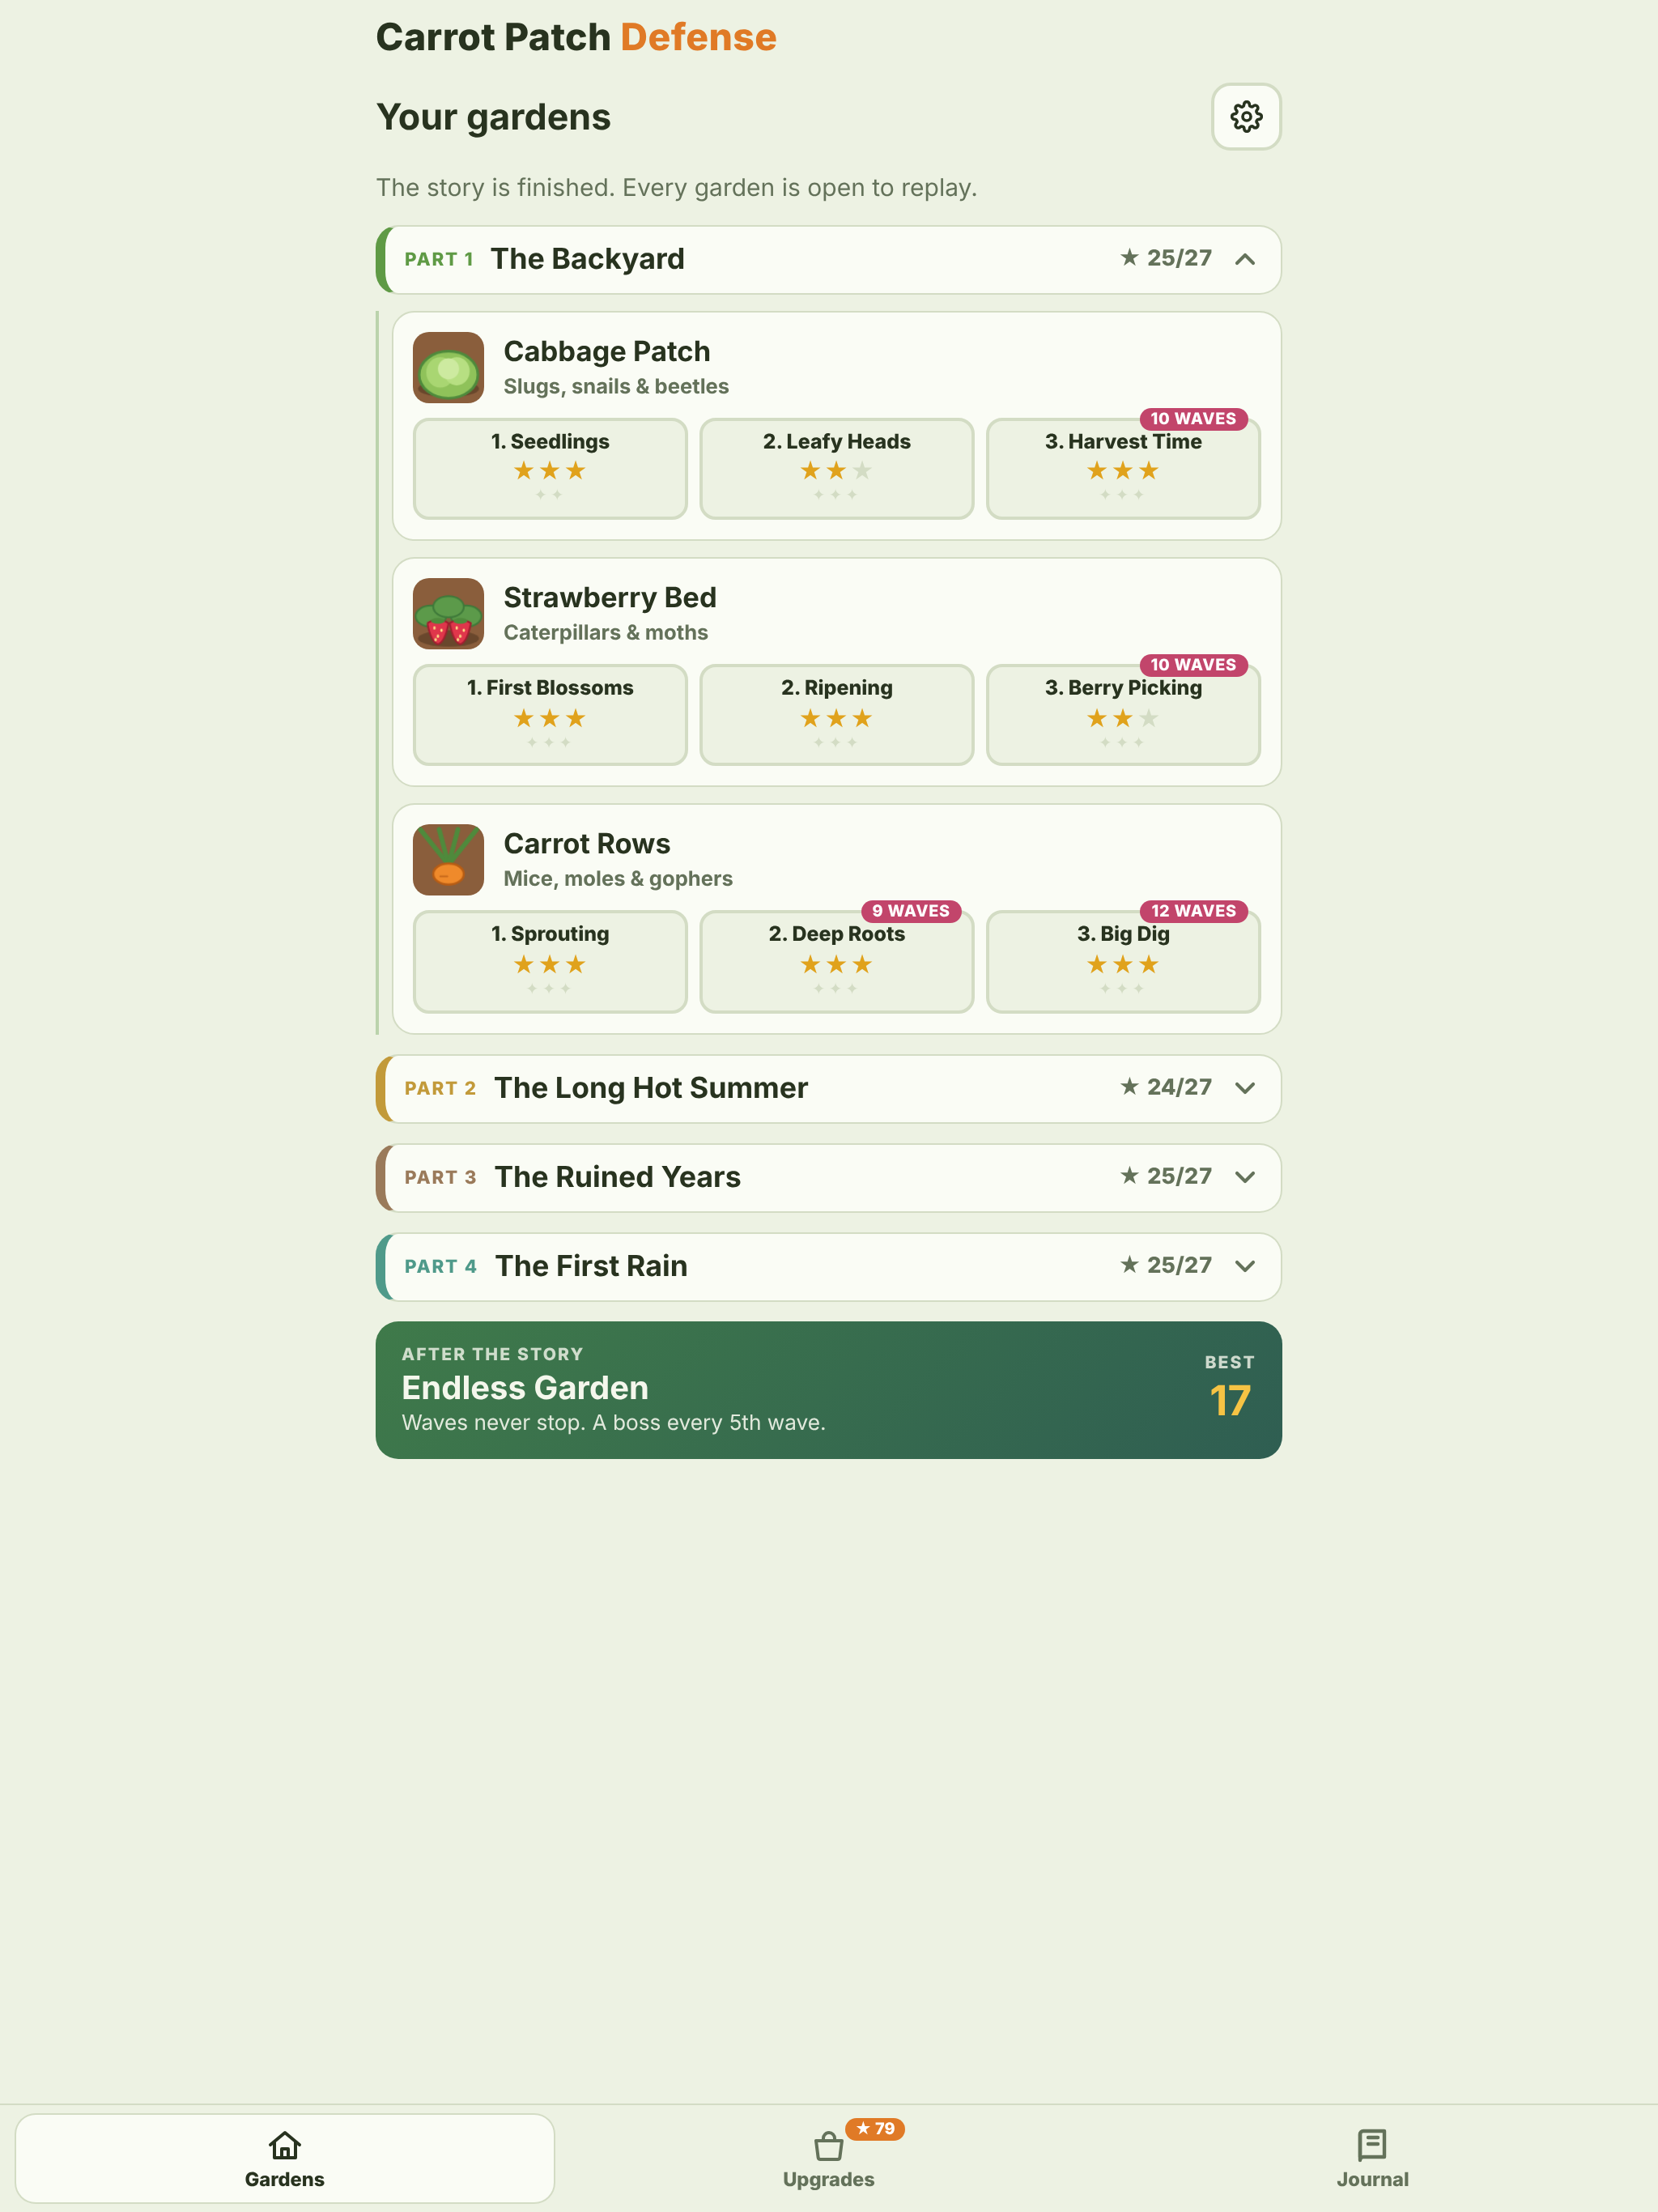 Carrot Patch Defense
Your gardens
The story is finished. Every garden is open to replay.
PART 1 The Backyard ★ 25/27
Cabbage Patch
Slugs, snails & beetles
10 WAVES
1. Seedlings 2. Leafy Heads 3. Harvest Time
Strawberry Bed
Caterpillars & moths
10 WAVES
1. First Blossoms 2. Ripening 3. Berry Picking
Carrot Rows
Mice, moles & gophers
9 WAVES 12 WAVES
1. Sprouting 2. Deep Roots 3. Big Dig
PART 2 The Long Hot Summer ★ 24/27
PART 3 The Ruined Years ★ 25/27
PART 4 The First Rain ★ 25/27
AFTER THE STORY
Endless Garden
Waves never stop. A boss every 5th wave.
BEST
17
★ 79
Gardens Upgrades Journal